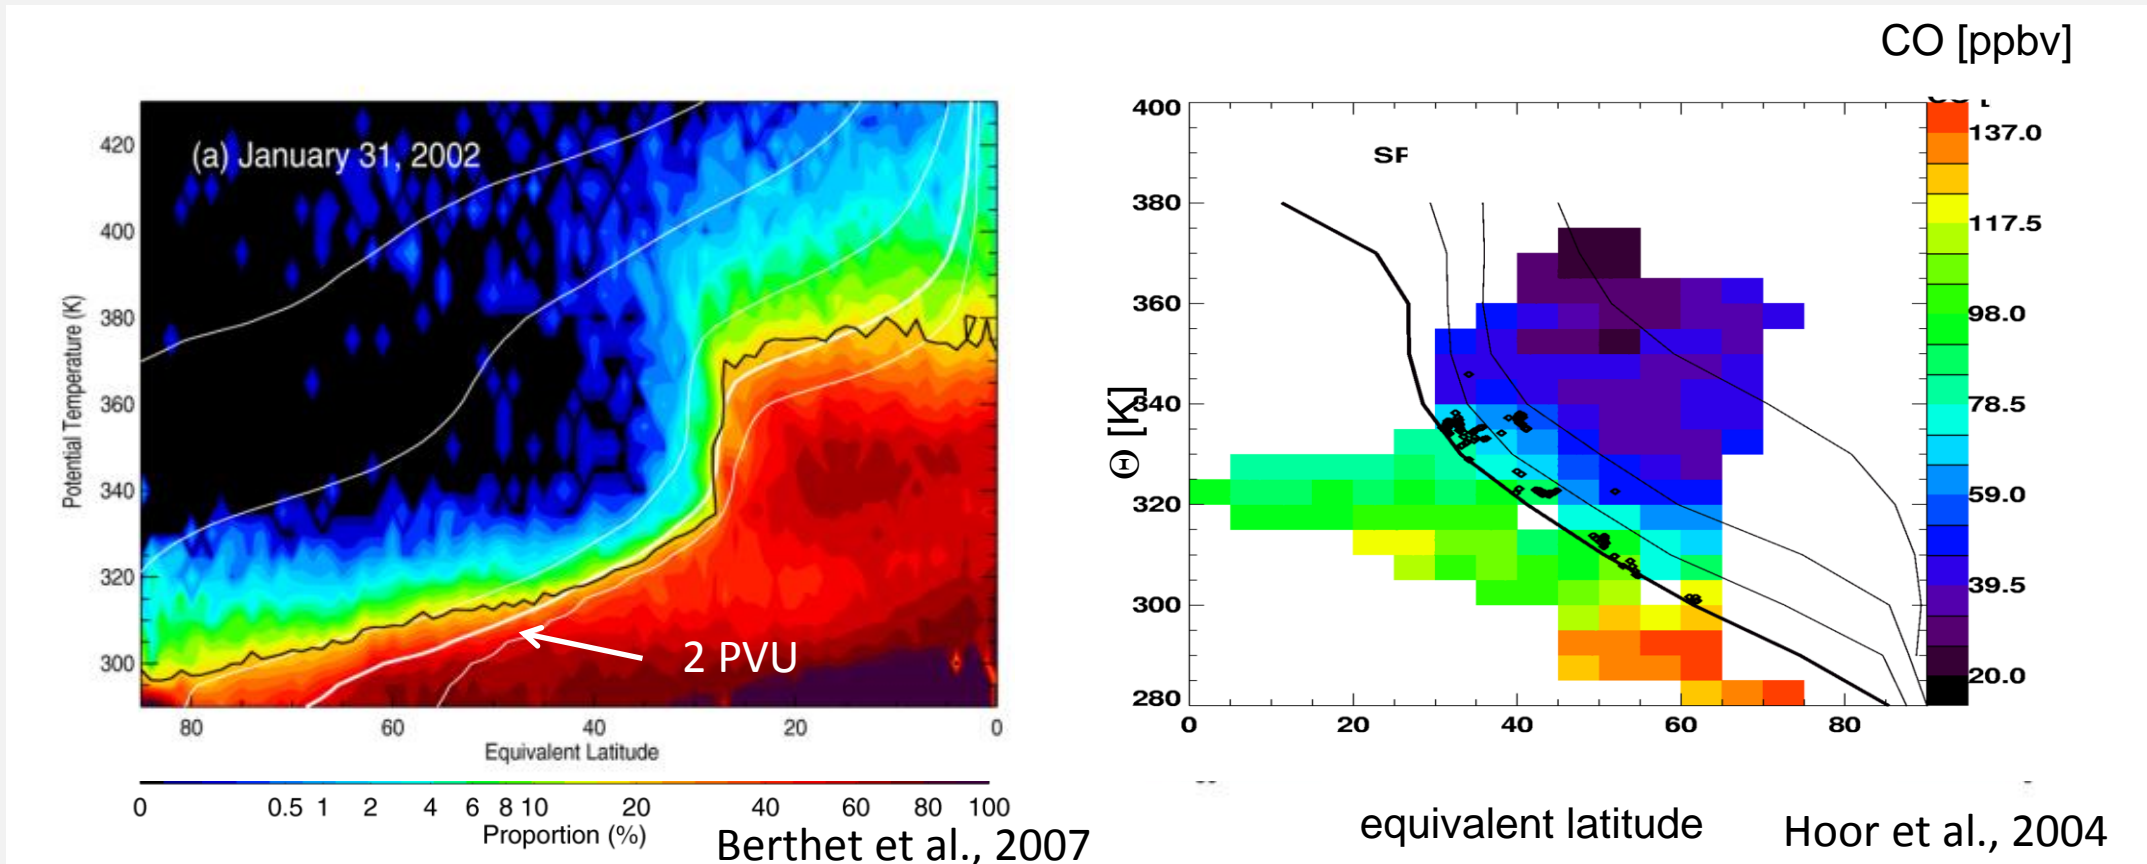 CO [ppbv]
(a) January 31, 2002
Potential Temperature (K)
420
400
380
360
340
320
300
2 PVU
80 60 40 20 0
Equivalent Latitude
0 0.5 1 2 4 6 8 10 20 40 60 80 100
Proportion (%)
Berthet et al., 2007
SF
Θ [K]
400
380
360
340
320
300
280
0 20 40 60 80
137.0
117.5
98.0
78.5
59.0
39.5
20.0
equivalent latitude
Hoor et al., 2004